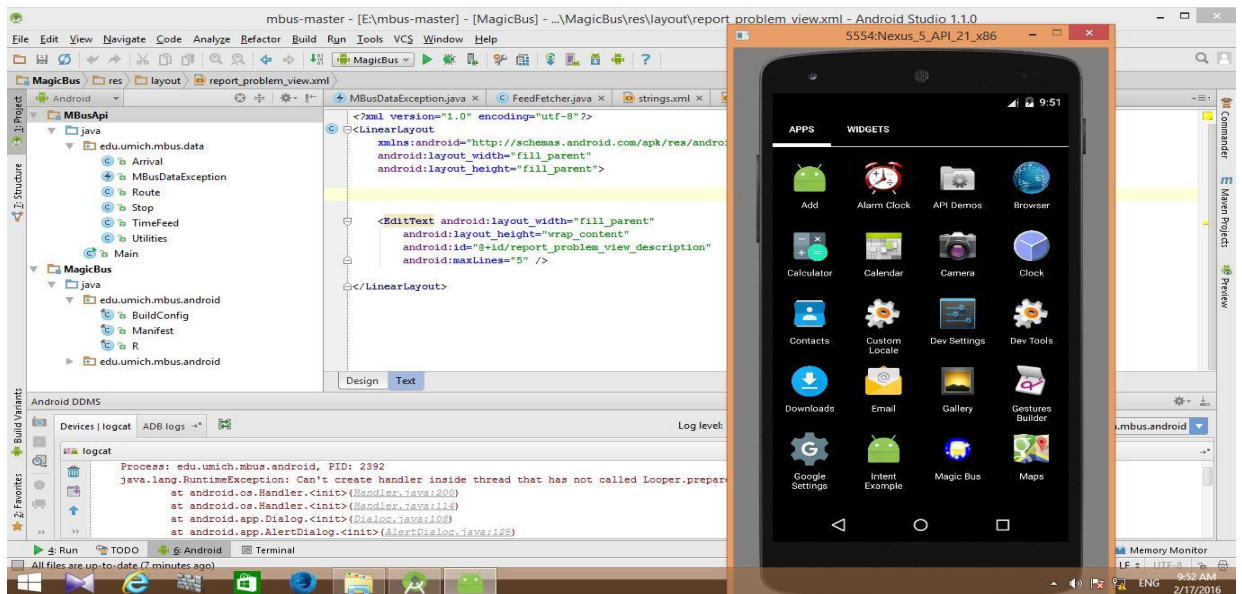 mbus-master - [E:\mbus-master] - [MagicBus] - ...\MagicBus\res\layout\report_problem_view.xml - Android Studio 1.1.0
File Edit View Navigate Code Analyze Refactor Build Run Tools VCS Window Help
MagicBus
MagicBus res layout report_problem_view.xml
Android
MBusDataException.java FeedFetcher.java strings.xml
1: Project
Z: Structure
Build Variants
2: Favorites
MBusApi
java
edu.umich.mbus.data
Arrival
MBusDataException
Route
Stop
TimeFeed
Utilities
Main
MagicBus
java
edu.umich.mbus.android
BuildConfig
Manifest
R
edu.umich.mbus.android
<?xml version="1.0" encoding="utf-8"?>
<LinearLayout
xmlns:android="http://schemas.android.com/apk/res/andro
android:layout_width="fill_parent"
android:layout_height="fill_parent">
<EditText android:layout_width="fill_parent"
android:layout_height="wrap_content"
android:id="@+id/report_problem_view_description"
android:maxLines="5" />
</LinearLayout>
Design Text
Android DDMS
Devices | logcat ADB logs Log level:
.mbus.android
logcat
Process: edu.umich.mbus.android, PID: 2392
java.lang.RuntimeException: Can't create handler inside thread that has not called Looper.prepare
at android.os.Handler.<init>(Handler.java:200)
at android.os.Handler.<init>(Handler.java:114)
at android.app.Dialog.<init>(Dialog.java:108)
at android.app.AlertDialog.<init>(AlertDialog.java:125)
4: Run TODO 6: Android Terminal
Memory Monitor
All files are up-to-date (7 minutes ago)
LF UTF-8
5554:Nexus_5_API_21_x86
9:51
APPS WIDGETS
Add Alarm Clock API Demos Browser
Calculator Calendar Camera Clock
Contacts Custom Locale Dev Settings Dev Tools
Downloads Email Gallery Gestures Builder
Google Settings Intent Example Magic Bus Maps
Commander
Maven Projects
Preview
ENG
9:52 AM
2/17/2016